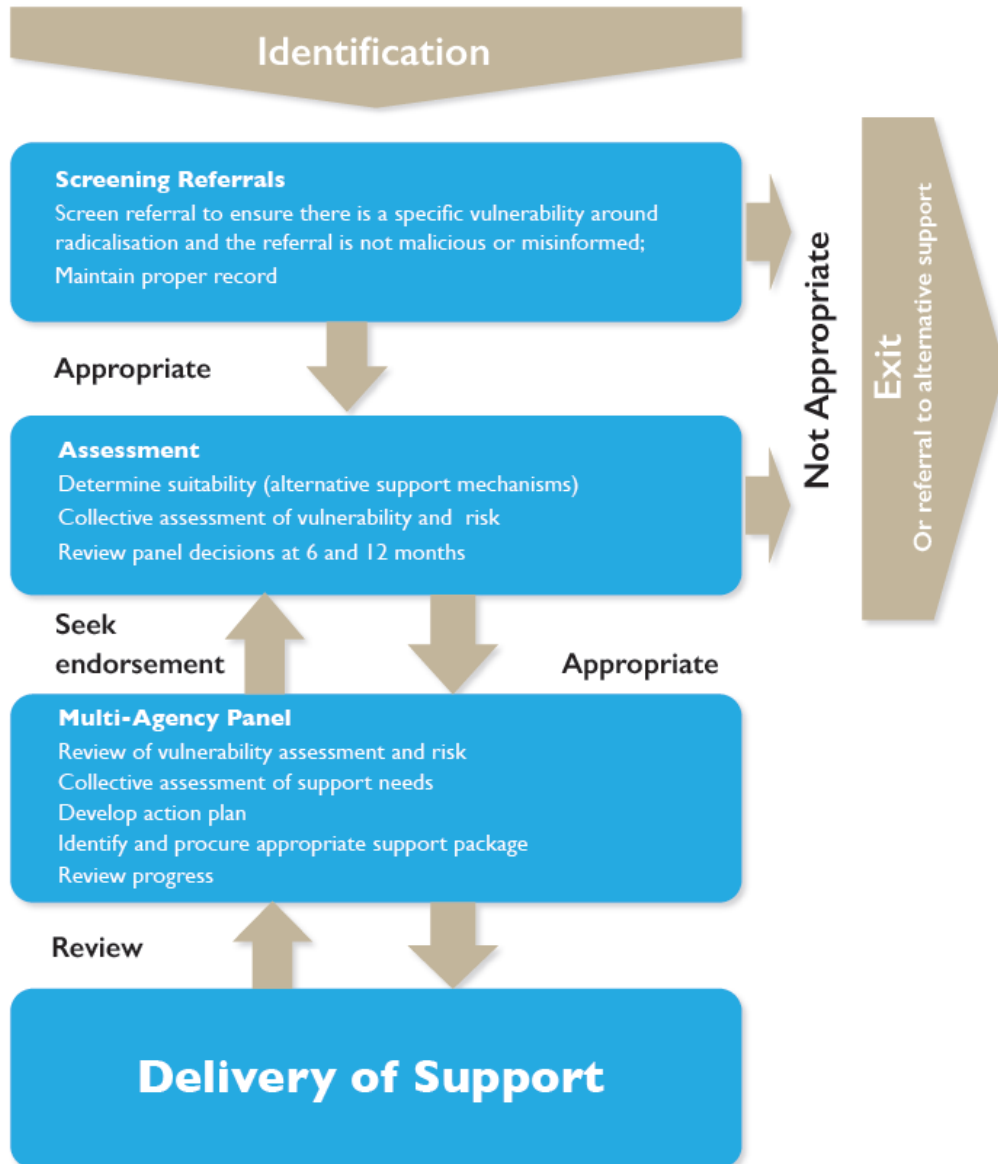 Identification
Screening Referrals
Screen referral to ensure there is a specific vulnerability around
radicalisation and the referral is not malicious or misinformed;
Maintain proper record
Appropriate
Assessment
Determine suitability (alternative support mechanisms)
Collective assessment of vulnerability and risk
Review panel decisions at 6 and 12 months
Seek
endorsement
Appropriate
Multi-Agency Panel
Review of vulnerability assessment and risk
Collective assessment of support needs
Develop action plan
Identify and procure appropriate support package
Review progress
Review
Delivery of Support
Not Appropriate
Exit
Or referral to alternative support